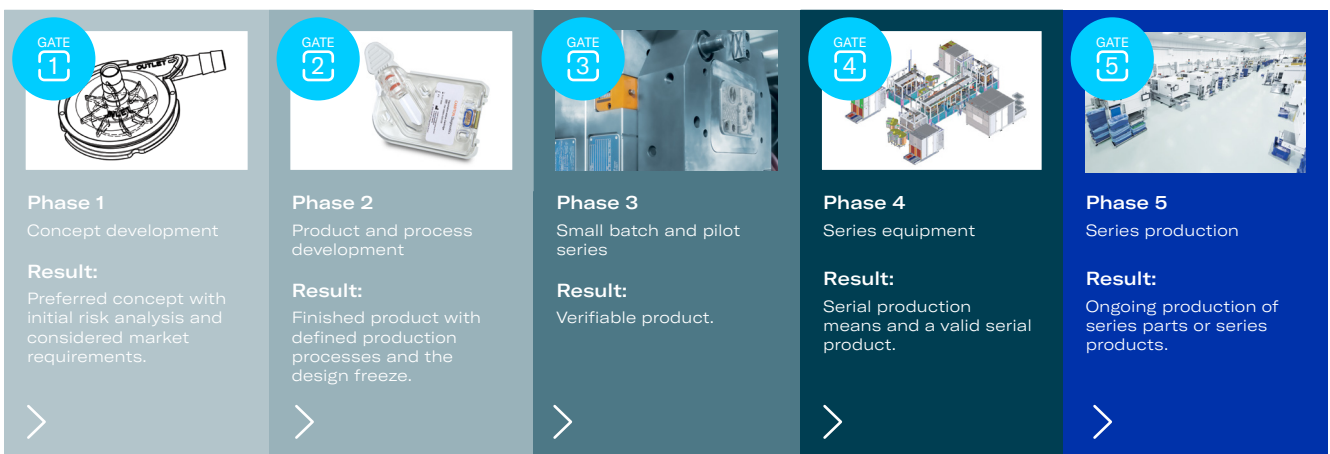 GATE
1
OUTLET
Phase 1
Concept development
Result:
Preferred concept with
initial risk analysis and
considered market
requirements.
GATE
2
Phase 2
Product and process
development
Result:
Finished product with
defined production
processes and the
design freeze.
GATE
3
Phase 3
Small batch and pilot
series
Result:
Verifiable product.
GATE
4
Phase 4
Series equipment
Result:
Serial production
means and a valid serial
product.
GATE
5
Phase 5
Series production
Result:
Ongoing production of
series parts or series
products.